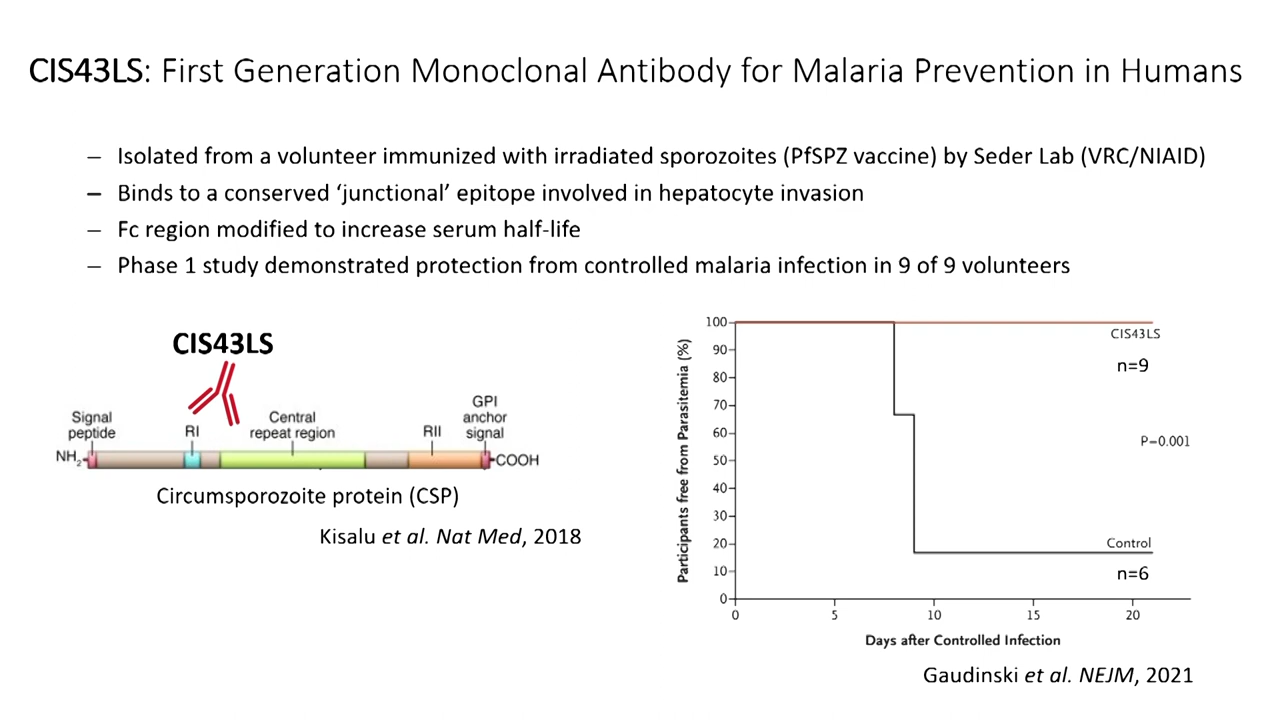 CIS43LS: First Generation Monoclonal Antibody for Malaria Prevention in Humans
– Isolated from a volunteer immunized with irradiated sporozoites (PfSPZ vaccine) by Seder Lab (VRC/NIAID)
– Binds to a conserved ‘junctional’ epitope involved in hepatocyte invasion
– Fc region modified to increase serum half-life
– Phase 1 study demonstrated protection from controlled malaria infection in 9 of 9 volunteers
CIS43LS
Signal
peptide
RI
Central
repeat region
RII
GPI
anchor
signal
NH2
COOH
Circumsporozoite protein (CSP)
Kisalu et al. Nat Med, 2018
Participants free from Parasitemia (%)
100
90
80
70
60
50
40
30
20
10
0
CIS43LS
n=9
P=0.001
Control
n=6
0 5 10 15 20
Days after Controlled Infection
Gaudinski et al. NEJM, 2021